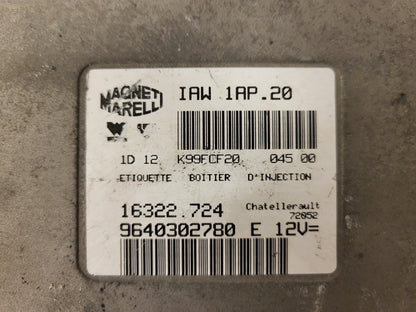 MAGNETI
MARELLI
IAW 1AP.20
1D 12 K99FCF20 045 00
ETIQUETTE BOITIER D'INJECTION
16322.724
Chatellerault
72052
9640302780 E 12V=